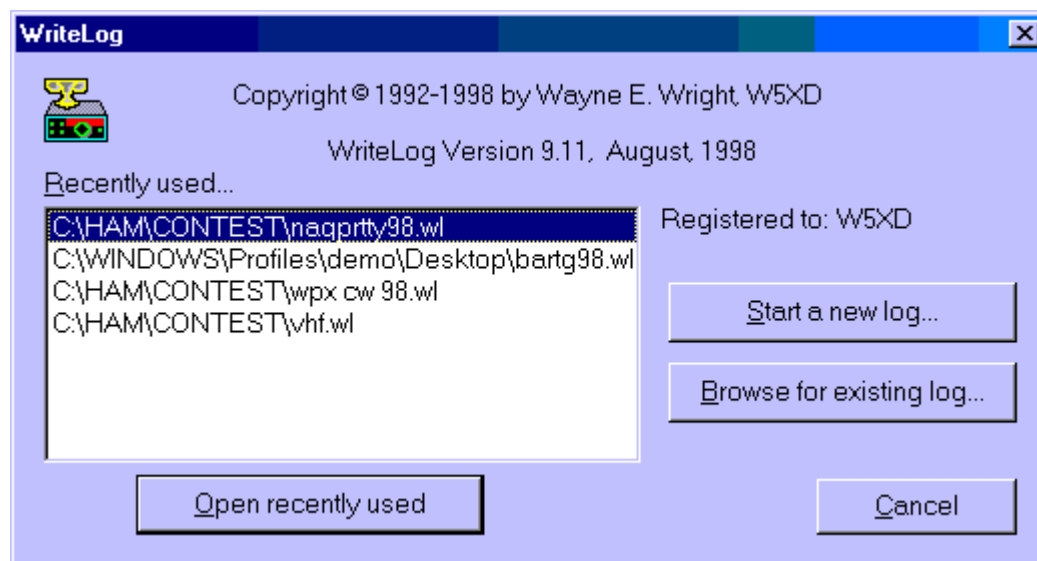 WriteLog
Copyright © 1992-1998 by Wayne E. Wright, W5XD
WriteLog Version 9.11, August, 1998
Recently used...
C:\HAM\CONTEST\naqprtty98.wl
C:\WINDOWS\Profiles\demo\Desktop\bartg98.wl
C:\HAM\CONTEST\wpx cw 98.wl
C:\HAM\CONTEST\vhf.wl
Registered to: W5XD
Start a new log...
Browse for existing log...
Open recently used
Cancel